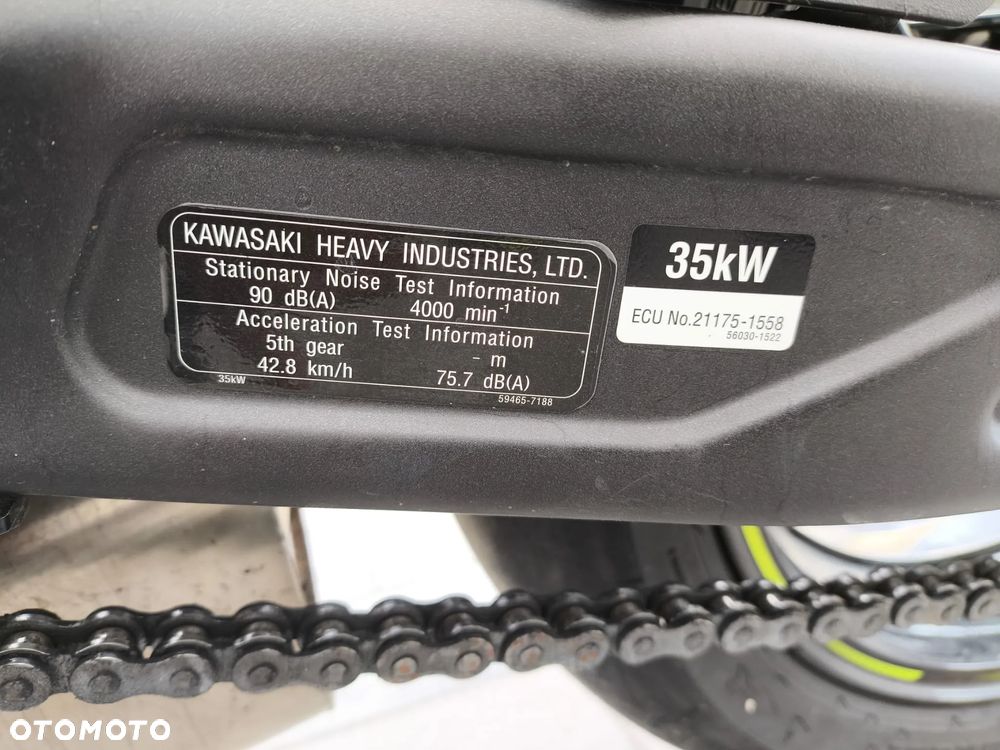 KAWASAKI HEAVY INDUSTRIES, LTD.
Stationary Noise Test Information
90 dB(A) 4000 min⁻¹
Acceleration Test Information
5th gear - m
42.8 km/h 75.7 dB(A)
35kW 59465-7188
35kW
ECU No.21175-1558
56030-1522
OTOMOTO